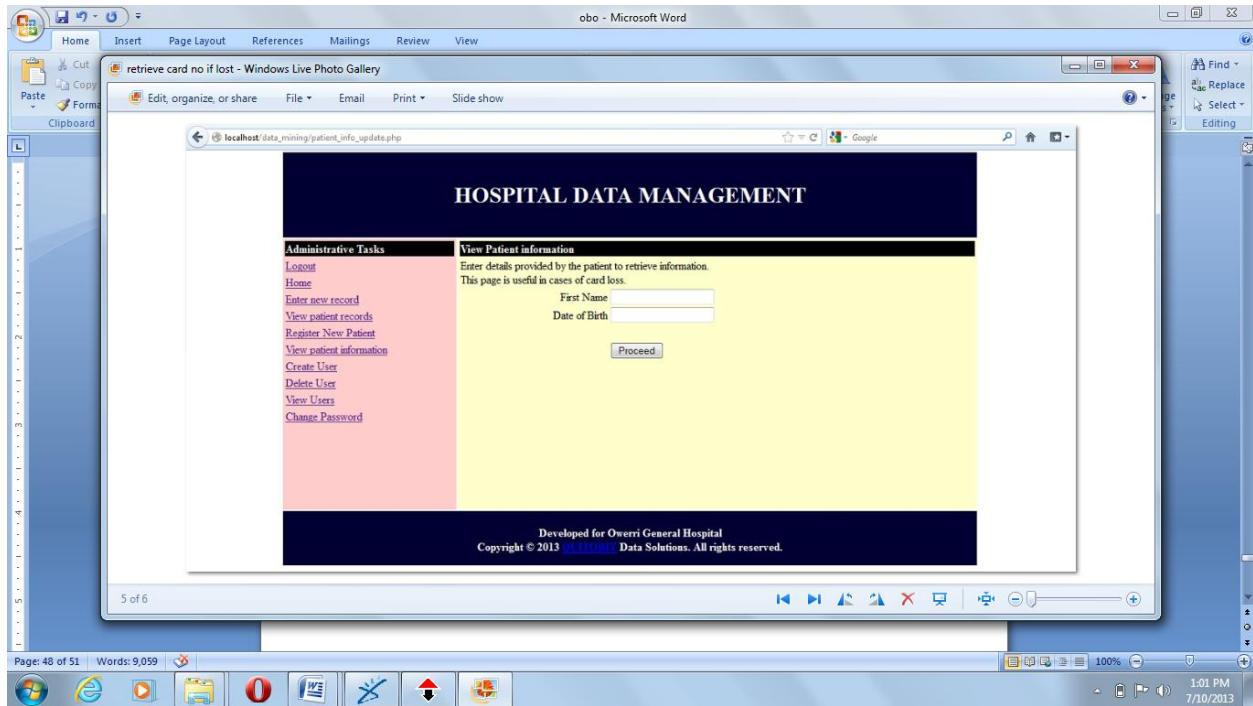 obo - Microsoft Word
Home Insert Page Layout References Mailings Review View
Cut
Copy
Paste
Forma
Clipboard
Find
Replace
Select
Editing
retrieve card no if lost - Windows Live Photo Gallery
Edit, organize, or share File Email Print Slide show
localhost/data_mining/patient_info_update.php
Google
HOSPITAL DATA MANAGEMENT
Administrative Tasks
Logout
Home
Enter new record
View patient records
Register New Patient
View patient information
Create User
Delete User
View Users
Change Password
View Patient information
Enter details provided by the patient to retrieve information.
This page is useful in cases of card loss.
First Name
Date of Birth
Proceed
Developed for Owerri General Hospital
Copyright © 2013 Data Solutions. All rights reserved.
5 of 6
Page: 48 of 51 Words: 9,059
100%
1:01 PM
7/10/2013